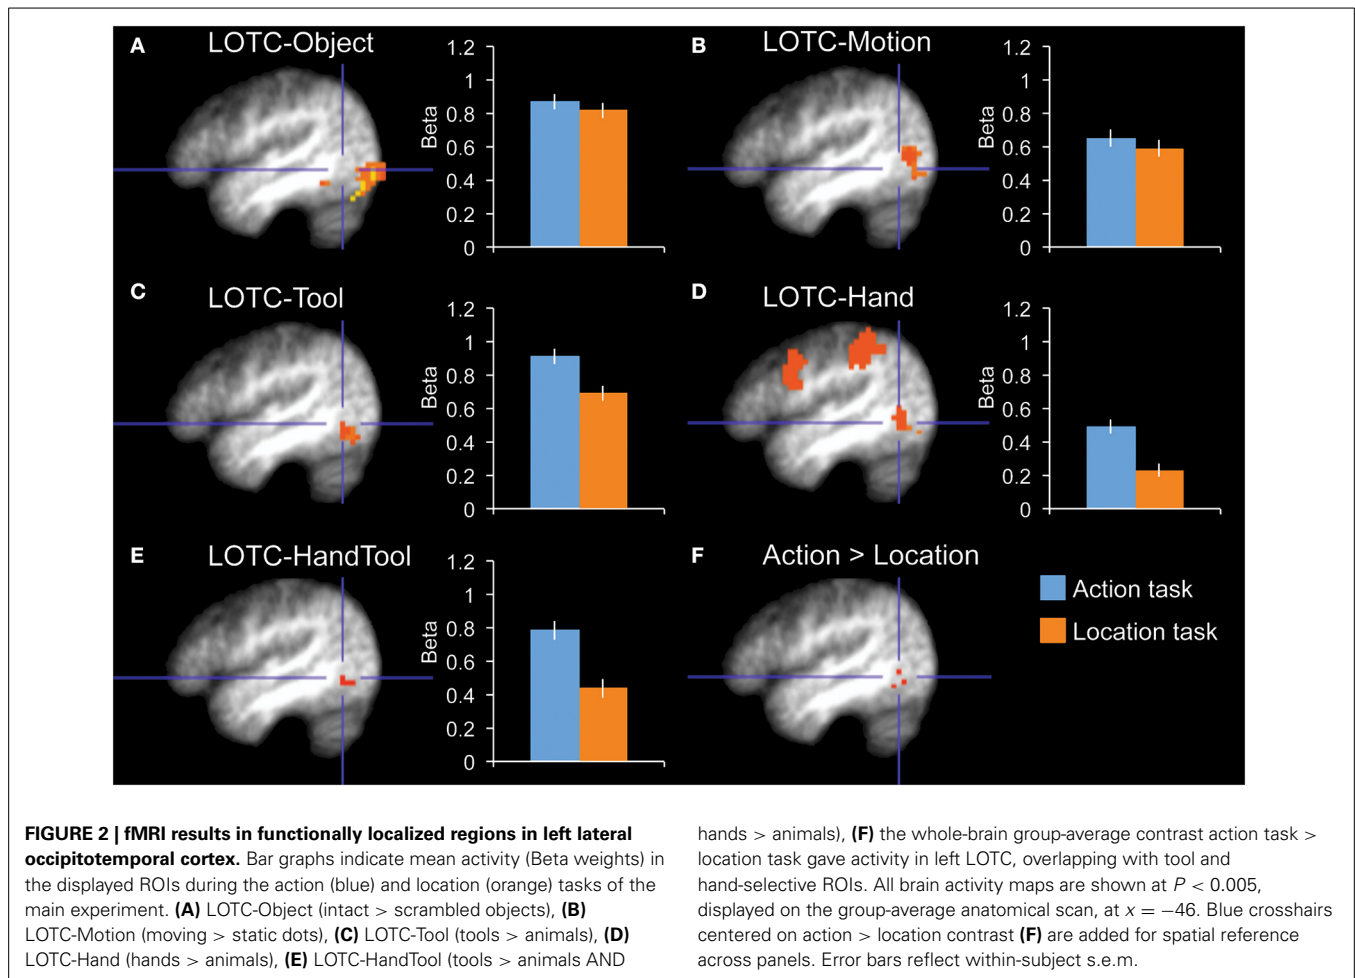 A
LOTC-Object
1.2
1
0.8
0.6
0.4
0.2
0
Beta
B
LOTC-Motion
1.2
1
0.8
0.6
0.4
0.2
0
Beta
C
LOTC-Tool
1.2
1
0.8
0.6
0.4
0.2
0
Beta
D
LOTC-Hand
1.2
1
0.8
0.6
0.4
0.2
0
Beta
E
LOTC-HandTool
1.2
1
0.8
0.6
0.4
0.2
0
Beta
F
Action > Location
Action task
Location task
FIGURE 2 | fMRI results in functionally localized regions in left lateral
occipitotemporal cortex. Bar graphs indicate mean activity (Beta weights) in
the displayed ROIs during the action (blue) and location (orange) tasks of the
main experiment. (A) LOTC-Object (intact > scrambled objects), (B)
LOTC-Motion (moving > static dots), (C) LOTC-Tool (tools > animals), (D)
LOTC-Hand (hands > animals), (E) LOTC-HandTool (tools > animals AND
hands > animals), (F) the whole-brain group-average contrast action task >
location task gave activity in left LOTC, overlapping with tool and
hand-selective ROIs. All brain activity maps are shown at P < 0.005,
displayed on the group-average anatomical scan, at x = −46. Blue crosshairs
centered on action > location contrast (F) are added for spatial reference
across panels. Error bars reflect within-subject s.e.m.